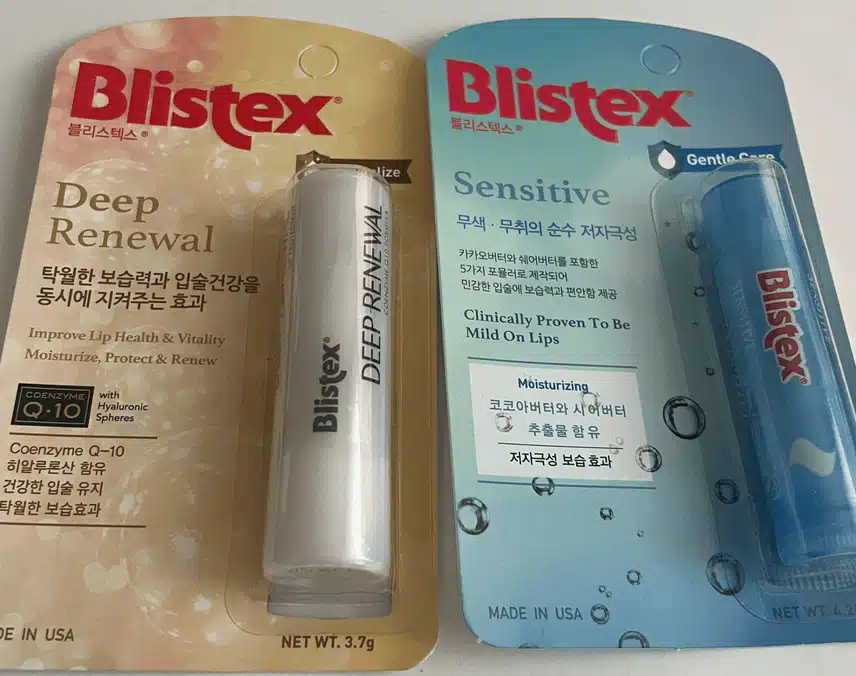 Blistex®
블리스텍스®
Deep
Renewal
탁월한 보습력과 입술건강을
동시에 지켜주는 효과
Improve Lip Health & Vitality
Moisturize, Protect & Renew
COENZYME
Q·10
with
Hyaluronic
Spheres
Coenzyme Q-10
히알루론산 함유
건강한 입술 유지
탁월한 보습효과
DE IN USA
NET WT. 3.7g
Blistex®
DEEP RENEWAL
COENZYME Q10 FORMULA
Blistex®
블리스텍스®
Gentle Care
Sensitive
무색·무취의 순수 저자극성
카카오버터와 쉐어버터를 포함한
5가지 포뮬러로 제작되어
민감한 입술에 보습력과 편안함 제공
Clinically Proven To Be
Mild On Lips
Moisturizing
코코아버터와 시어버터
추출물 함유
저자극성 보습효과
MADE IN USA
NET WT. 4.2
Blistex®
SENSITIVE